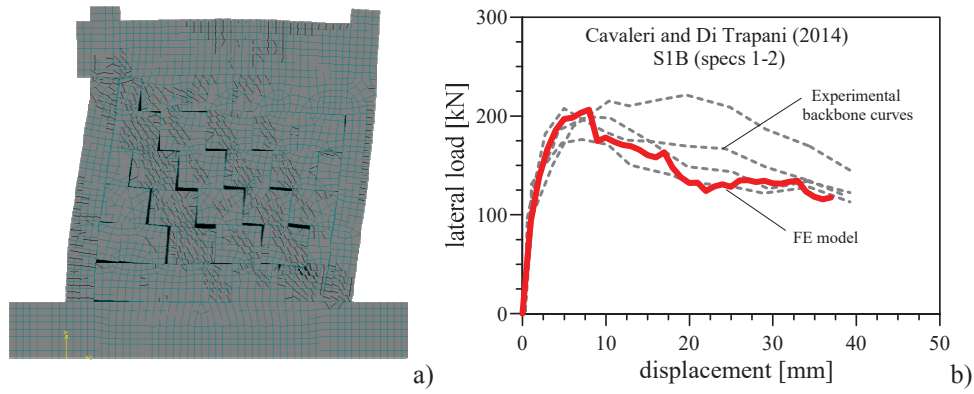 a)
300
200
100
0
lateral load [kN]
Cavaleri and Di Trapani (2014)
S1B (specs 1-2)
Experimental
backbone curves
FE model
0 10 20 30 40 50
displacement [mm]
b)